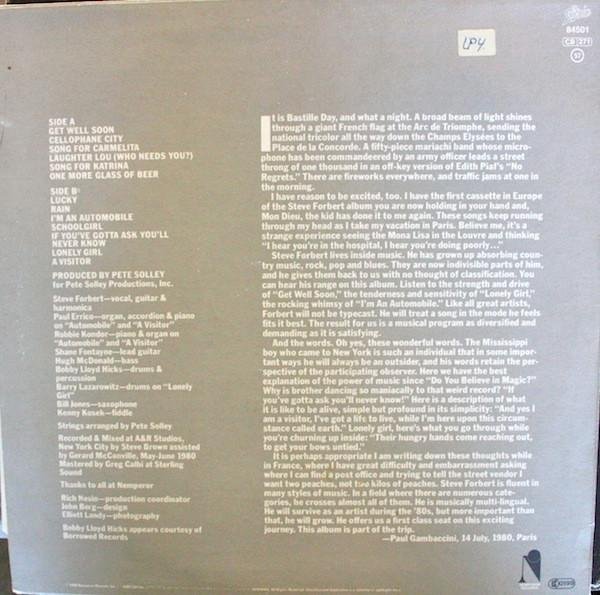 Epic
84501
CB 271
57
LP4
SIDE A
GET WELL SOON
CELLOPHANE CITY
SONG FOR CARMELITA
LAUGHTER LOU (WHO NEEDS YOU?)
SONG FOR KATRINA
ONE MORE GLASS OF BEER
SIDE B:
LUCKY
RAIN
I'M AN AUTOMOBILE
SCHOOLGIRL
IF YOU'VE GOTTA ASK YOU'LL
NEVER KNOW
LONELY GIRL
A VISITOR
PRODUCED BY PETE SOLLEY
for Pete Solley Productions, Inc.
Steve Forbert—vocal, guitar &
harmonica
Paul Errico—organ, accordion & piano
on "Automobile" and "A Visitor"
Robbie Kondor—piano & organ on
"Automobile" and "A Visitor"
Shane Fontayne—lead guitar
Hugh McDonald—bass
Bobby Lloyd Hicks—drums &
percussion
Barry Lazarowitz—drums on "Lonely
Girl"
Bill Jones—saxophone
Kenny Kosek—fiddle
Strings arranged by Pete Solley
Recorded & Mixed at A&R Studios,
New York City by Steve Brown assisted
by Gerard McConville, May-June 1980
Mastered by Greg Calbi at Sterling
Sound
Thanks to all at Nemperor
Rich Nesin—production coordinator
John Berg—design
Elliott Landy—photography
Bobby Lloyd Hicks appears courtesy of
Borrowed Records
It is Bastille Day, and what a night. A broad beam of light shines
through a giant French flag at the Arc de Triomphe, sending the
national tricolor all the way down the Champs Elysées to the
Place de la Concorde. A fifty-piece mariachi band whose micro-
phone has been commandeered by an army officer leads a street
throng of one thousand in an off-key version of Edith Piaf's "No
Regrets." There are fireworks everywhere, and traffic jams at one in
the morning.
I have reason to be excited, too. I have the first cassette in Europe
of the Steve Forbert album you are now holding in your hand and,
Mon Dieu, the kid has done it to me again. These songs keep running
through my head as I take my vacation in Paris. Believe me, it's a
strange experience seeing the Mona Lisa in the Louvre and thinking
"I hear you're in the hospital, I hear you're doing poorly..."
Steve Forbert lives inside music. He has grown up absorbing coun-
try music, rock, pop and blues. They are now indivisible parts of him,
and he gives them back to us with no thought of classification. You
can hear his range on this album. Listen to the strength and drive
of "Get Well Soon," the tenderness and sensitivity of "Lonely Girl,"
the rocking whimsy of "I'm An Automobile." Like all great artists,
Forbert will not be typecast. He will treat a song in the mode he feels
fits it best. The result for us is a musical program as diversified and
demanding as it is satisfying.
And the words. Oh yes, these wonderful words. The Mississippi
boy who came to New York is such an individual that in some impor-
tant ways he will always be an outsider, and his words retain the per-
spective of the participating observer. Here we have the best
explanation of the power of music since "Do You Believe in Magic?"
Why is brother dancing so maniacally to that weird record? "If
you've gotta ask you'll never know!" Here is a description of what
it is like to be alive, simple but profound in its simplicity: "And yes I
am a visitor, I've got a life to live, while I'm here upon this circum-
stance called earth." Lonely girl, here's what you go through while
you're churning up inside: "Their hungry hands come reaching out,
to get your bows untied."
It is perhaps appropriate I am writing down these thoughts while
in France, where I have great difficulty and embarrassment asking
where I can find a post office and trying to tell the street vendor I
want two peaches, not two kilos of peaches. Steve Forbert is fluent in
many styles of music. In a field where there are numerous cate-
gories, he crosses almost all of them. He is musically multi-lingual.
He will survive as an artist during the '80s, but more important than
that, he will grow. He offers us a first class seat on this exciting
journey. This album is part of the trip.
—Paul Gambaccini, 14 July, 1980, Paris